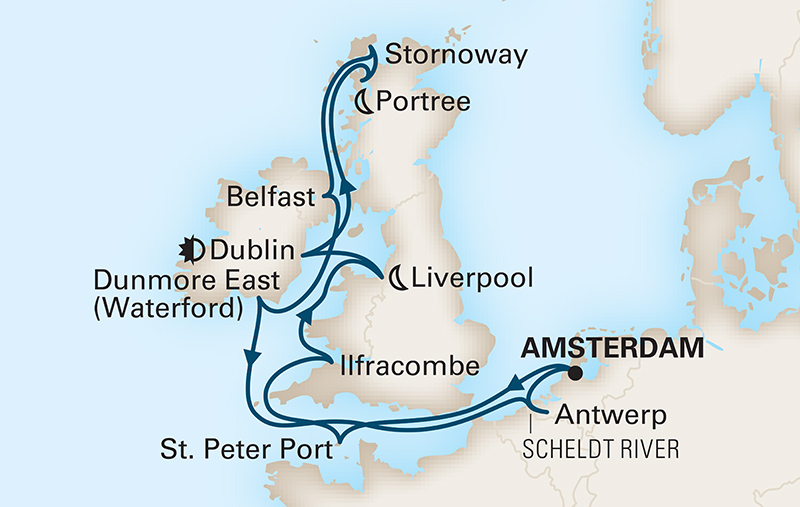 Stornoway
Portree
Belfast
Dublin
Dunmore East
(Waterford)
Liverpool
Ilfracombe
AMSTERDAM
Antwerp
St. Peter Port
SCHELDT RIVER